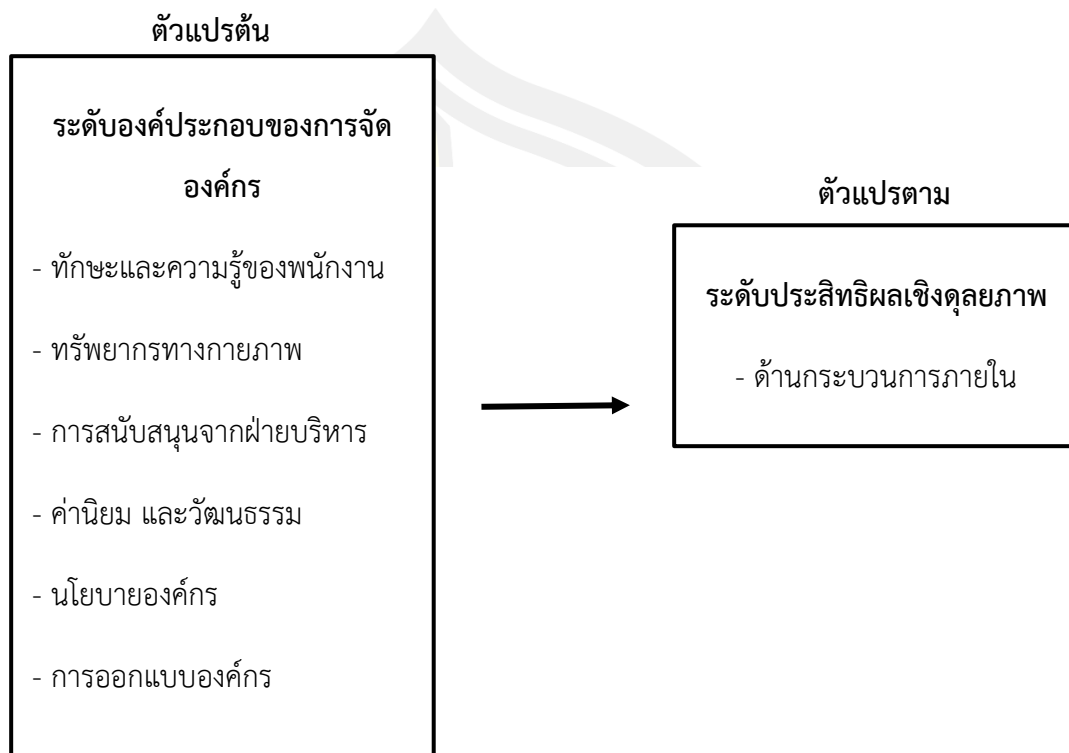 ตัวแปรต้น
ระดับองค์ประกอบของการจัด
องค์กร
- ทักษะและความรู้ของพนักงาน
- ทรัพยากรทางกายภาพ
- การสนับสนุนจากฝ่ายบริหาร
- ค่านิยม และวัฒนธรรม
- นโยบายองค์กร
- การออกแบบองค์กร
ตัวแปรตาม
ระดับประสิทธิผลเชิงดุลยภาพ
- ด้านกระบวนการภายใน